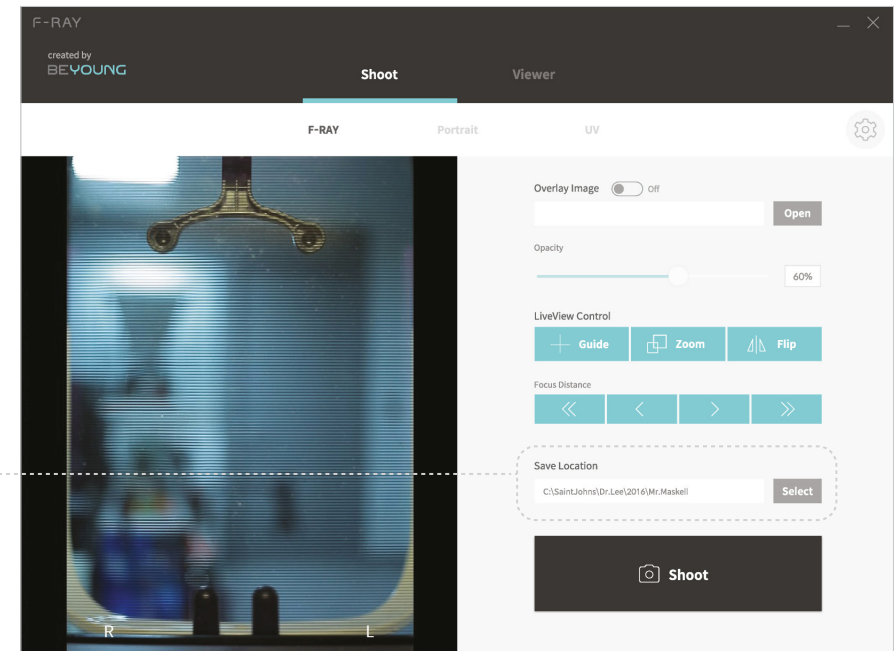 F-RAY
created by
BEYOUNG
Shoot
Viewer
F-RAY
Portrait
UV
Overlay Image
Off
Open
Opacity
60%
LiveView Control
Guide
Zoom
Flip
Focus Distance
Save Location
C:\SaintJohns\Dr.Lee\2016\Mr.Maskell
Select
Shoot
R
L